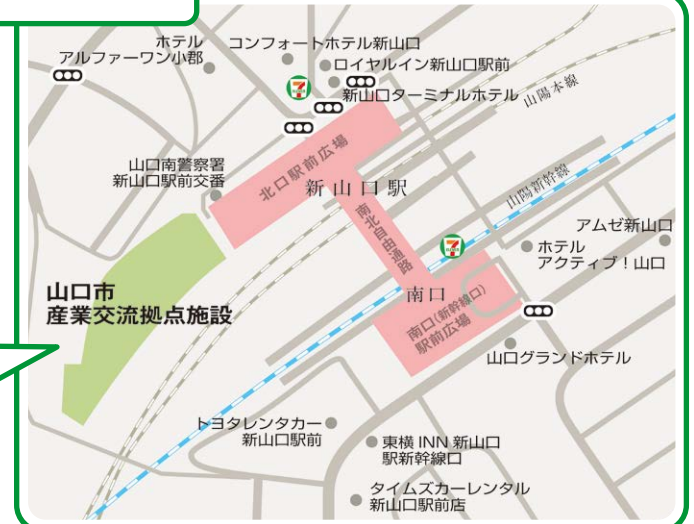 ホテル
アルファーワン小郡
コンフォートホテル新山口
ロイヤルイン新山口駅前
7
新山口ターミナルホテル
山陽本線
山口南警察署
新山口駅前交番
北口駅前広場
新山口駅
山陽新幹線
南北自由通路
7
アムゼ新山口
ホテル
アクティブ！山口
山口市
産業交流拠点施設
南口
南口(新幹線口)
駅前広場
山口グランドホテル
トヨタレンタカー
新山口駅前
東横 INN 新山口
駅新幹線口
タイムズカーレンタル
新山口駅前店